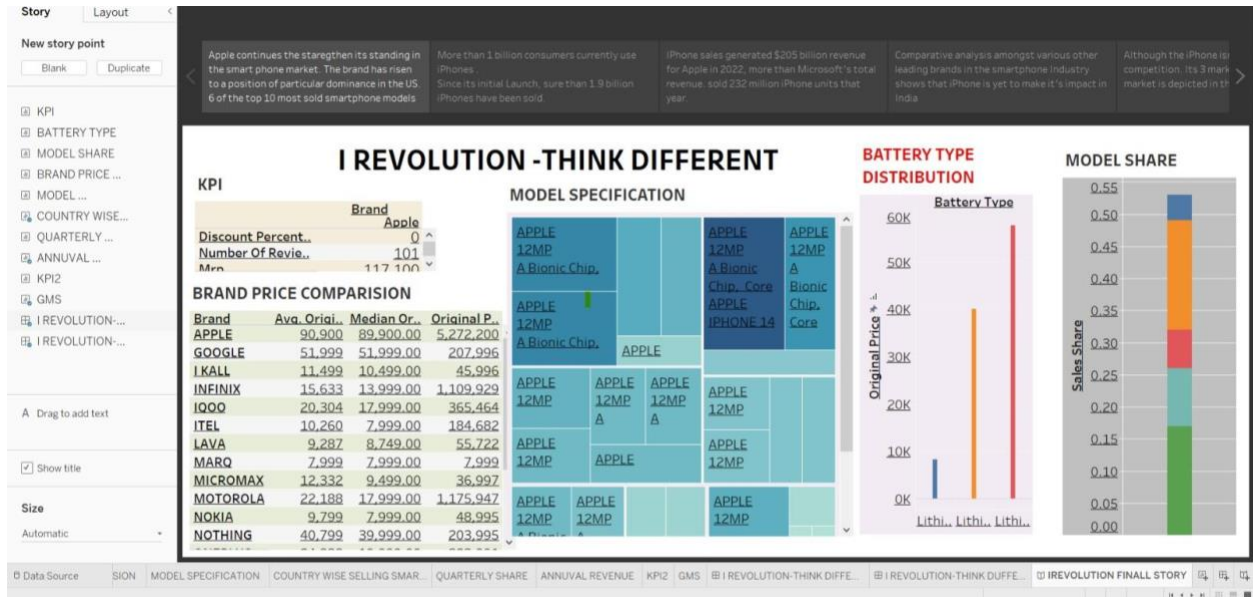 Story Layout <
New story point
Blank Duplicate
KPI
BATTERY TYPE
MODEL SHARE
BRAND PRICE ...
MODEL ...
COUNTRY WISE...
QUARTERLY ...
ANNUVAL ...
KPI2
GMS
I REVOLUTION-...
I REVOLUTION-...
A Drag to add text
Show title
Size
Automatic
Apple continues the staregthen its standing in
the smart phone market. The brand has risen
to a position of particular dominance in the US.
6 of the top 10 most sold smartphone models
More than 1 billion consumers currently use
iPhones .
Since its initial Launch, sure than 1.9 billion
iPhones have been sold.
iPhone sales generated $205 billion revenue
for Apple in 2022, more than Microsoft's total
revenue. sold 232 million iPhone units that
year.
Comparative analysis amongst various other
leading brands in the smartphone Industry
shows that iPhone is yet to make it's impact in
India
Although the iPhone is
competition. Its 3 mark
market is depicted in th
I REVOLUTION -THINK DIFFERENT
KPI
Brand
Apple
Discount Percent.. 0
Number Of Revie.. 101
Mrp 117,100
BRAND PRICE COMPARISION
Brand Avg. Origi.. Median Or.. Original P..
APPLE 90,900 89,900.00 5,272,200
GOOGLE 51,999 51,999.00 207,996
I KALL 11,499 10,499.00 45,996
INFINIX 15,633 13,999.00 1,109,929
IQOO 20,304 17,999.00 365,464
ITEL 10,260 7,999.00 184,682
LAVA 9,287 8,749.00 55,722
MARQ 7,999 7,999.00 7,999
MICROMAX 12,332 9,499.00 36,997
MOTOROLA 22,188 17,999.00 1,175,947
NOKIA 9,799 7,999.00 48,995
NOTHING 40,799 39,999.00 203,995
MODEL SPECIFICATION
APPLE
12MP
A Bionic Chip,
APPLE
12MP
A Bionic Chip,
APPLE
APPLE
12MP
A Bionic
Chip, Core
APPLE
IPHONE 14
APPLE
12MP
A
Bionic
Chip,
Core
APPLE
12MP
APPLE
12MP
A
APPLE
12MP
A
APPLE
12MP
APPLE
12MP
APPLE
APPLE
12MP
APPLE
12MP
A Bionic
APPLE
12MP
A
APPLE
12MP
BATTERY TYPE
DISTRIBUTION
Battery Type
Original Price
60K
50K
40K
30K
20K
10K
0K
Lithi.. Lithi.. Lithi..
MODEL SHARE
Sales Share
0.55
0.50
0.45
0.40
0.35
0.30
0.25
0.20
0.15
0.10
0.05
0.00
Data Source SION MODEL SPECIFICATION COUNTRY WISE SELLING SMAR... QUARTERLY SHARE ANNUVAL REVENUE KPI2 GMS I REVOLUTION-THINK DIFFE... I REVOLUTION-THINK DUFFE... IREVOLUTION FINALL STORY